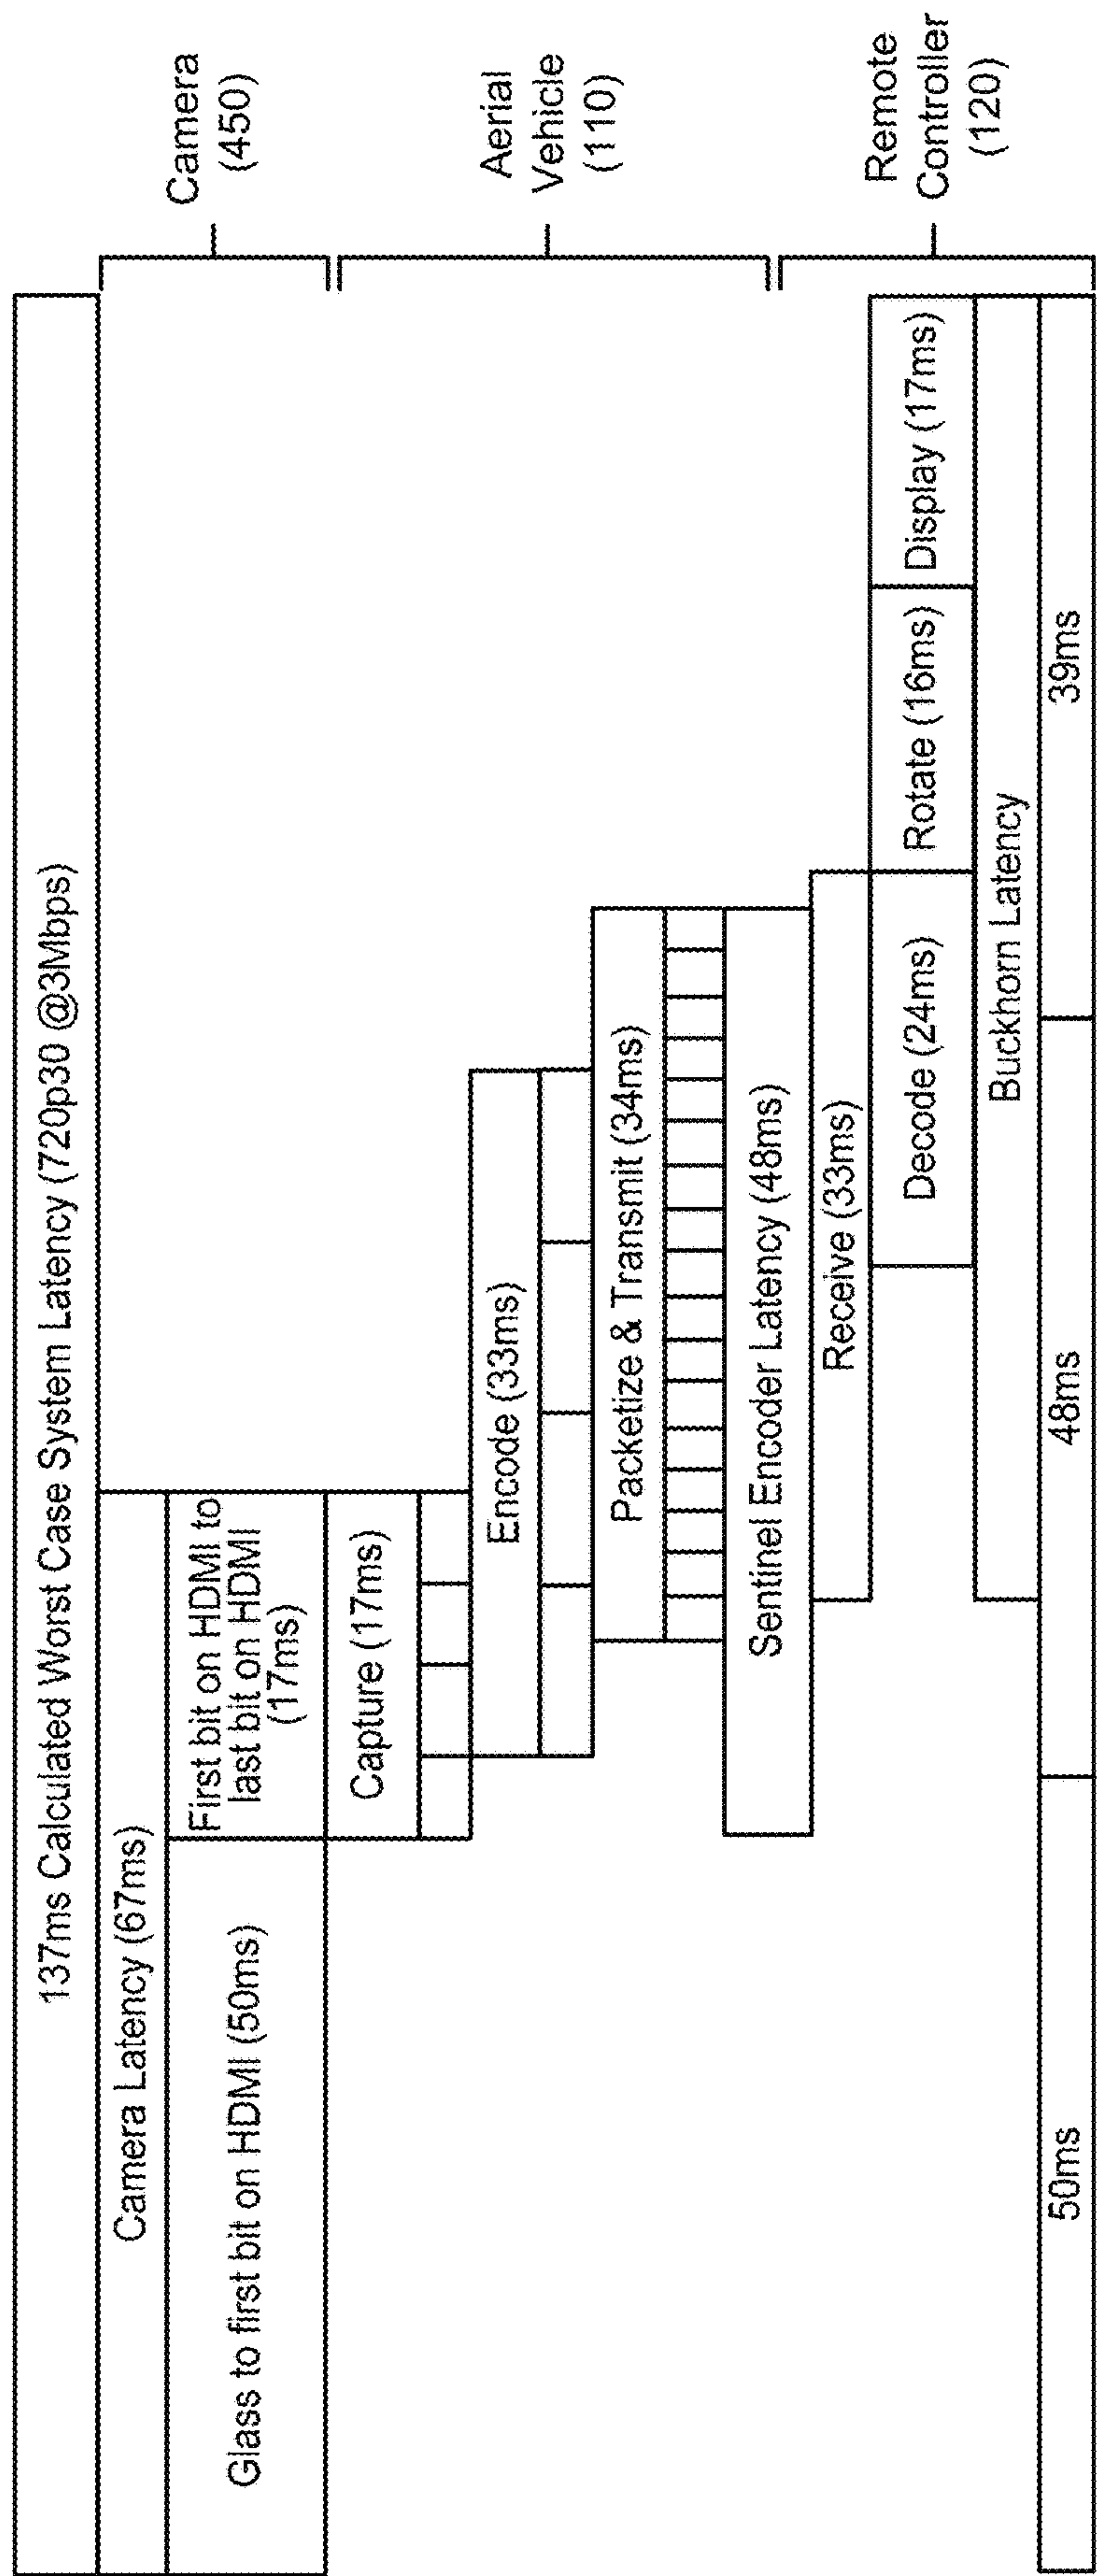 137ms Calculated Worst Case System Latency (720p30 @3Mbps)
Camera Latency (67ms)
Glass to first bit on HDMI (50ms)
First bit on HDMI to
last bit on HDMI
(17ms)
Camera
(450)
Capture (17ms)
Encode (33ms)
Packetize & Transmit (34ms)
Sentinel Encoder Latency (48ms)
Aerial
Vehicle
(110)
Receive (33ms)
Decode (24ms)
Rotate (16ms)
Display (17ms)
Buckhorn Latency
50ms
48ms
39ms
Remote
Controller
(120)